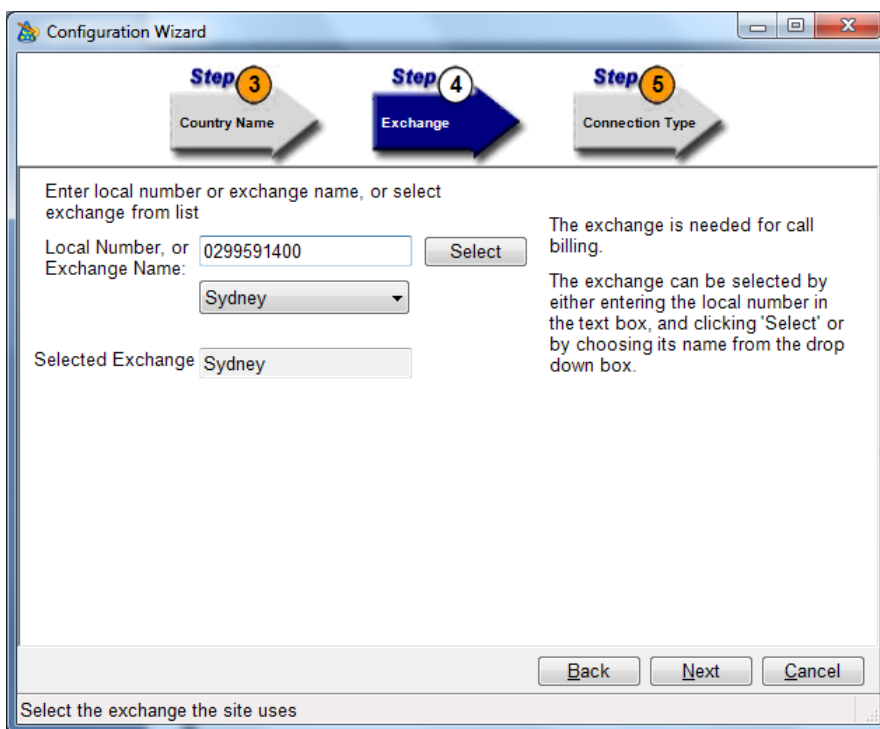 Configuration Wizard
Step 3
Country Name
Step 4
Exchange
Step 5
Connection Type
Enter local number or exchange name, or select
exchange from list
Local Number, or
Exchange Name:
0299591400
Select
Sydney
Selected Exchange
Sydney
The exchange is needed for call
billing.
The exchange can be selected by
either entering the local number in
the text box, and clicking 'Select' or
by choosing its name from the drop
down box.
Back
Next
Cancel
Select the exchange the site uses